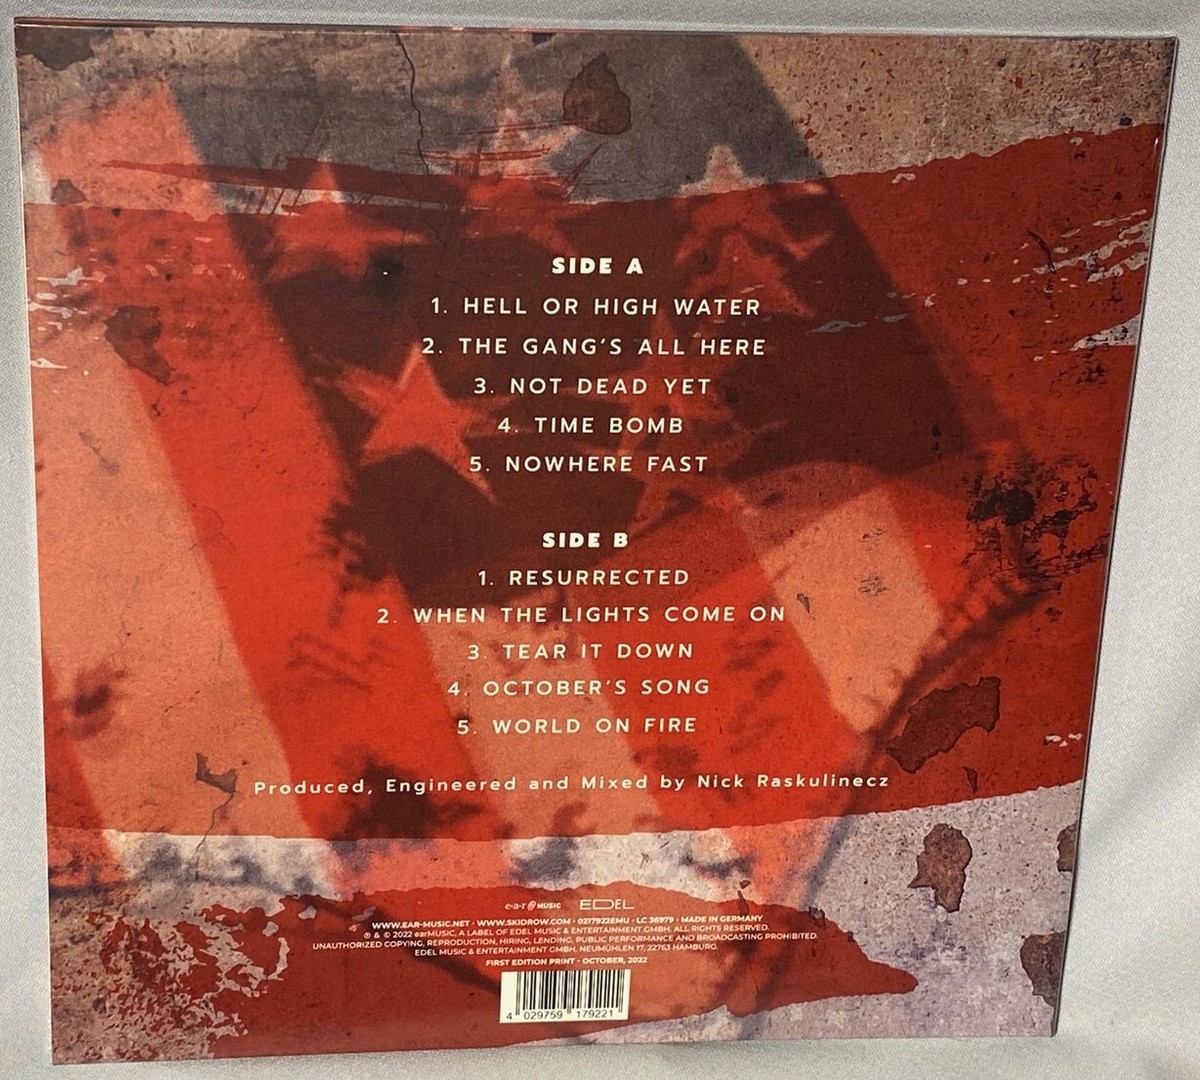 SIDE A
1. HELL OR HIGH WATER
2. THE GANG'S ALL HERE
3. NOT DEAD YET
4. TIME BOMB
5. NOWHERE FAST
SIDE B
1. RESURRECTED
2. WHEN THE LIGHTS COME ON
3. TEAR IT DOWN
4. OCTOBER'S SONG
5. WORLD ON FIRE
Produced, Engineered and Mixed by Nick Raskulinecz
e·a·r MUSIC EDEL
WWW.EAR-MUSIC.NET · WWW.SKIDROW.COM · 0217922EMU · LC 36979 · MADE IN GERMANY
℗ & © 2022 earMUSIC, A LABEL OF EDEL MUSIC & ENTERTAINMENT GMBH. ALL RIGHTS RESERVED.
UNAUTHORIZED COPYING, REPRODUCTION, HIRING, LENDING, PUBLIC PERFORMANCE AND BROADCASTING PROHIBITED.
EDEL MUSIC & ENTERTAINMENT GMBH, NEUMÜHLEN 17, 22763 HAMBURG.
FIRST EDITION PRINT · OCTOBER, 2022
4 029759 179221